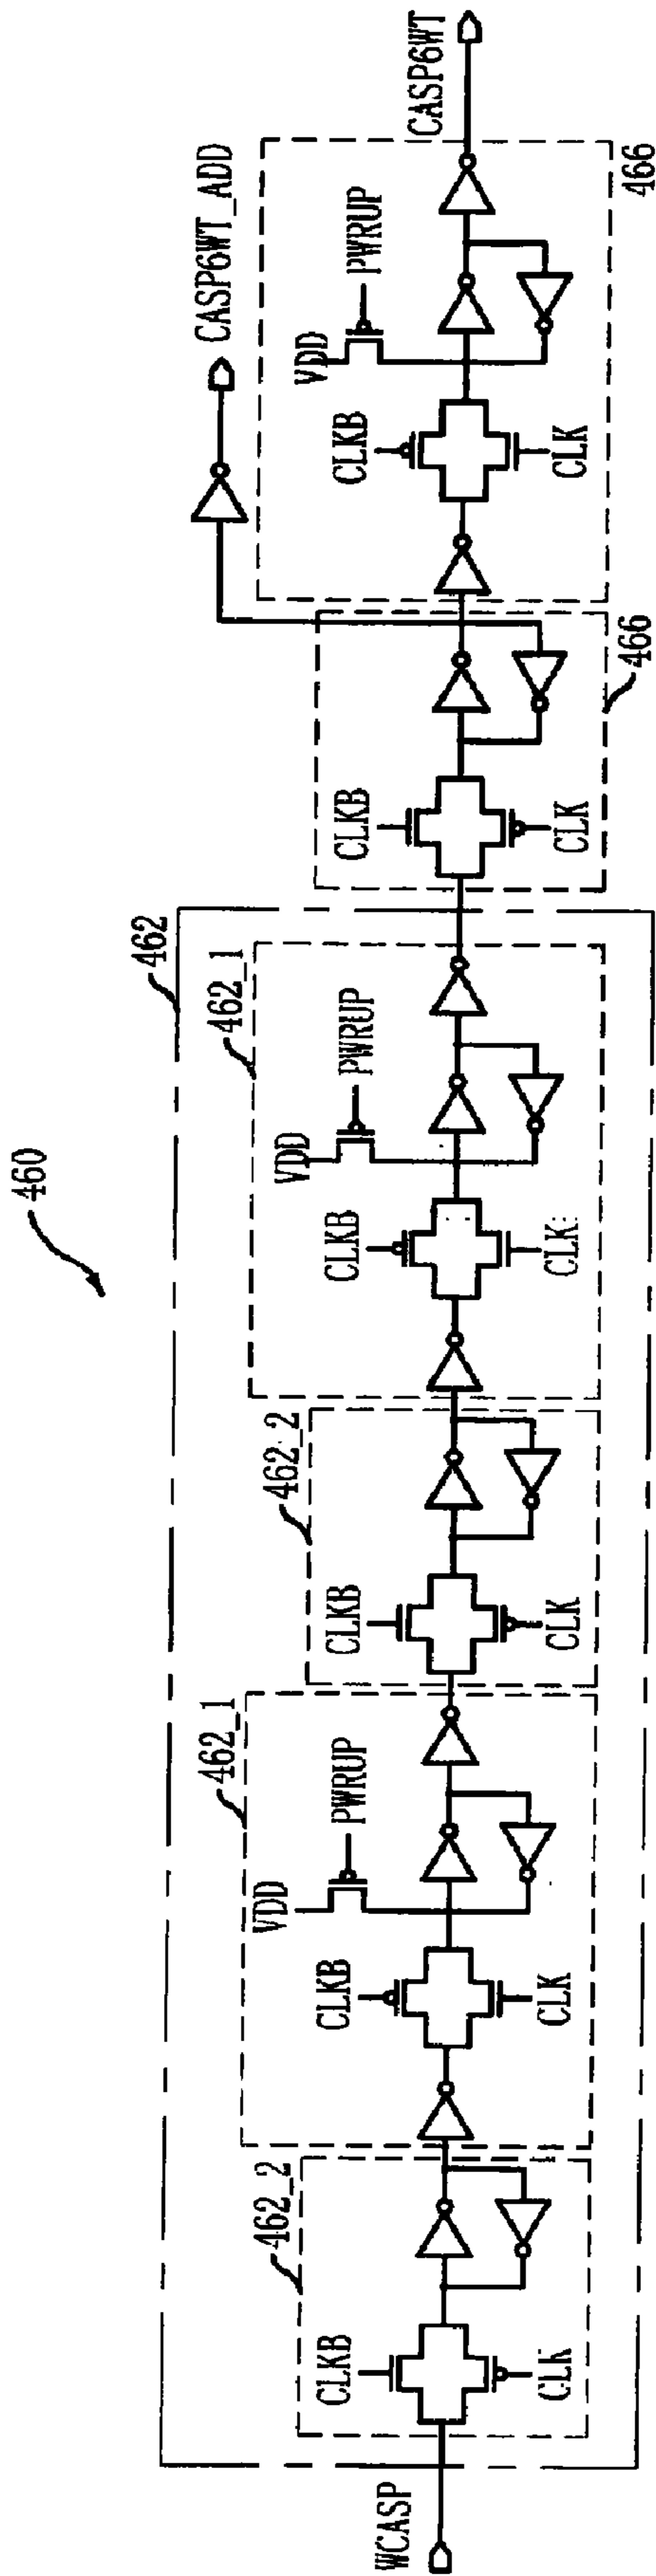 460
462
462_2
462_1
462_2
462_1
466
466
WCASP
CLKB
CLK
CLKB
CLK
VDD
PWRUP
CLKB
CLK
CLKB
CLK
VDD
PWRUP
CLKB
CLK
CASP6WT_ADD
CLKB
CLK
VDD
PWRUP
CASP6WT